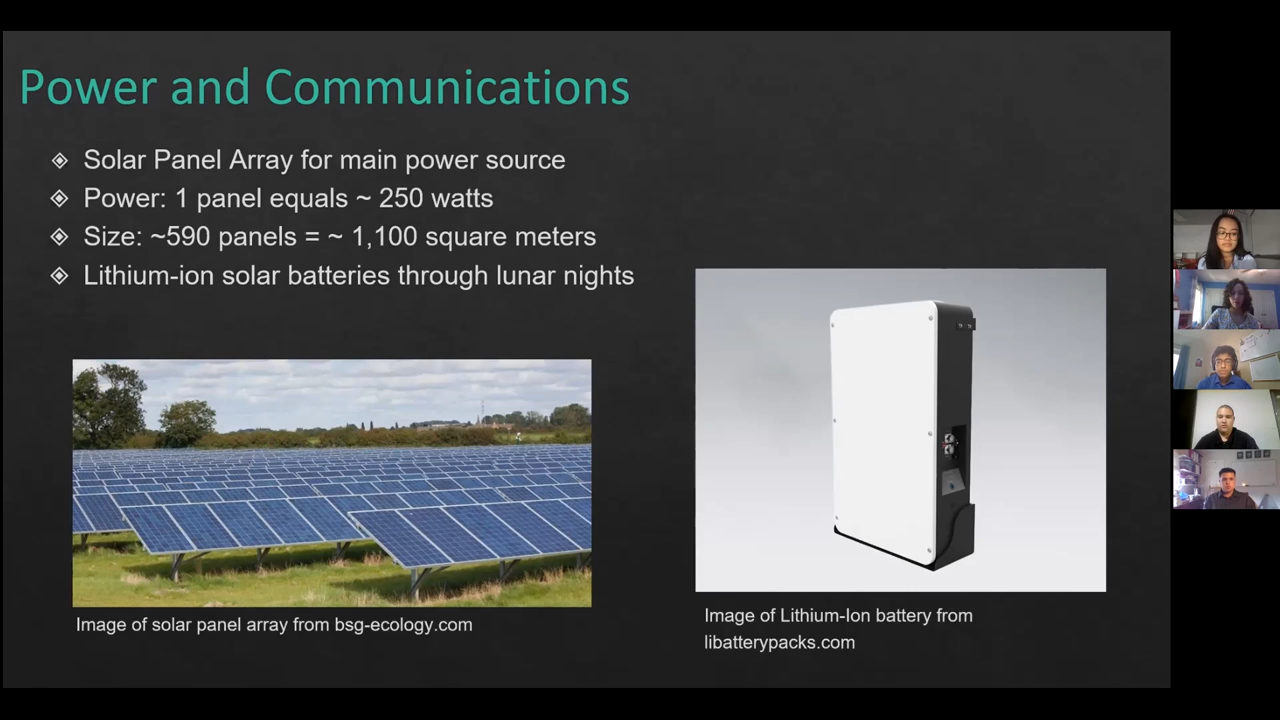 Power and Communications
Solar Panel Array for main power source
Power: 1 panel equals ~ 250 watts
Size: ~590 panels = ~ 1,100 square meters
Lithium-ion solar batteries through lunar nights
Image of solar panel array from bsg-ecology.com
Image of Lithium-Ion battery from
libatterypacks.com